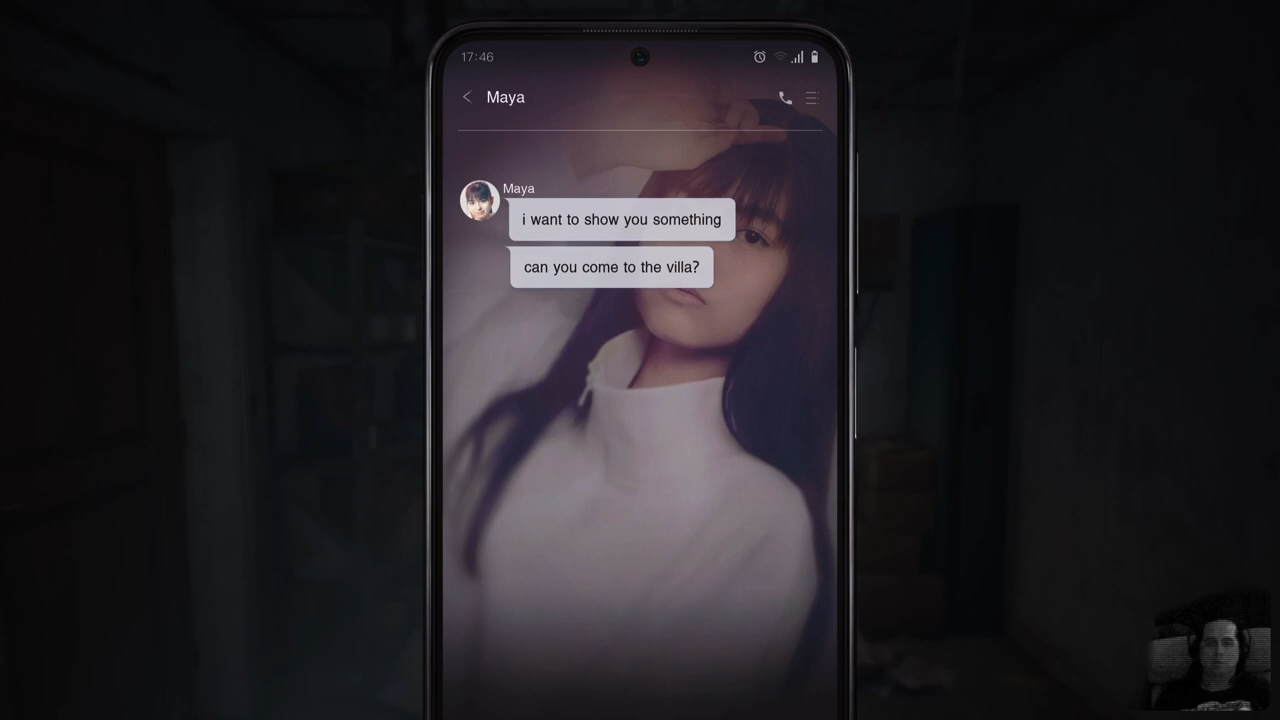 17:46
Maya
Maya
i want to show you something
can you come to the villa?